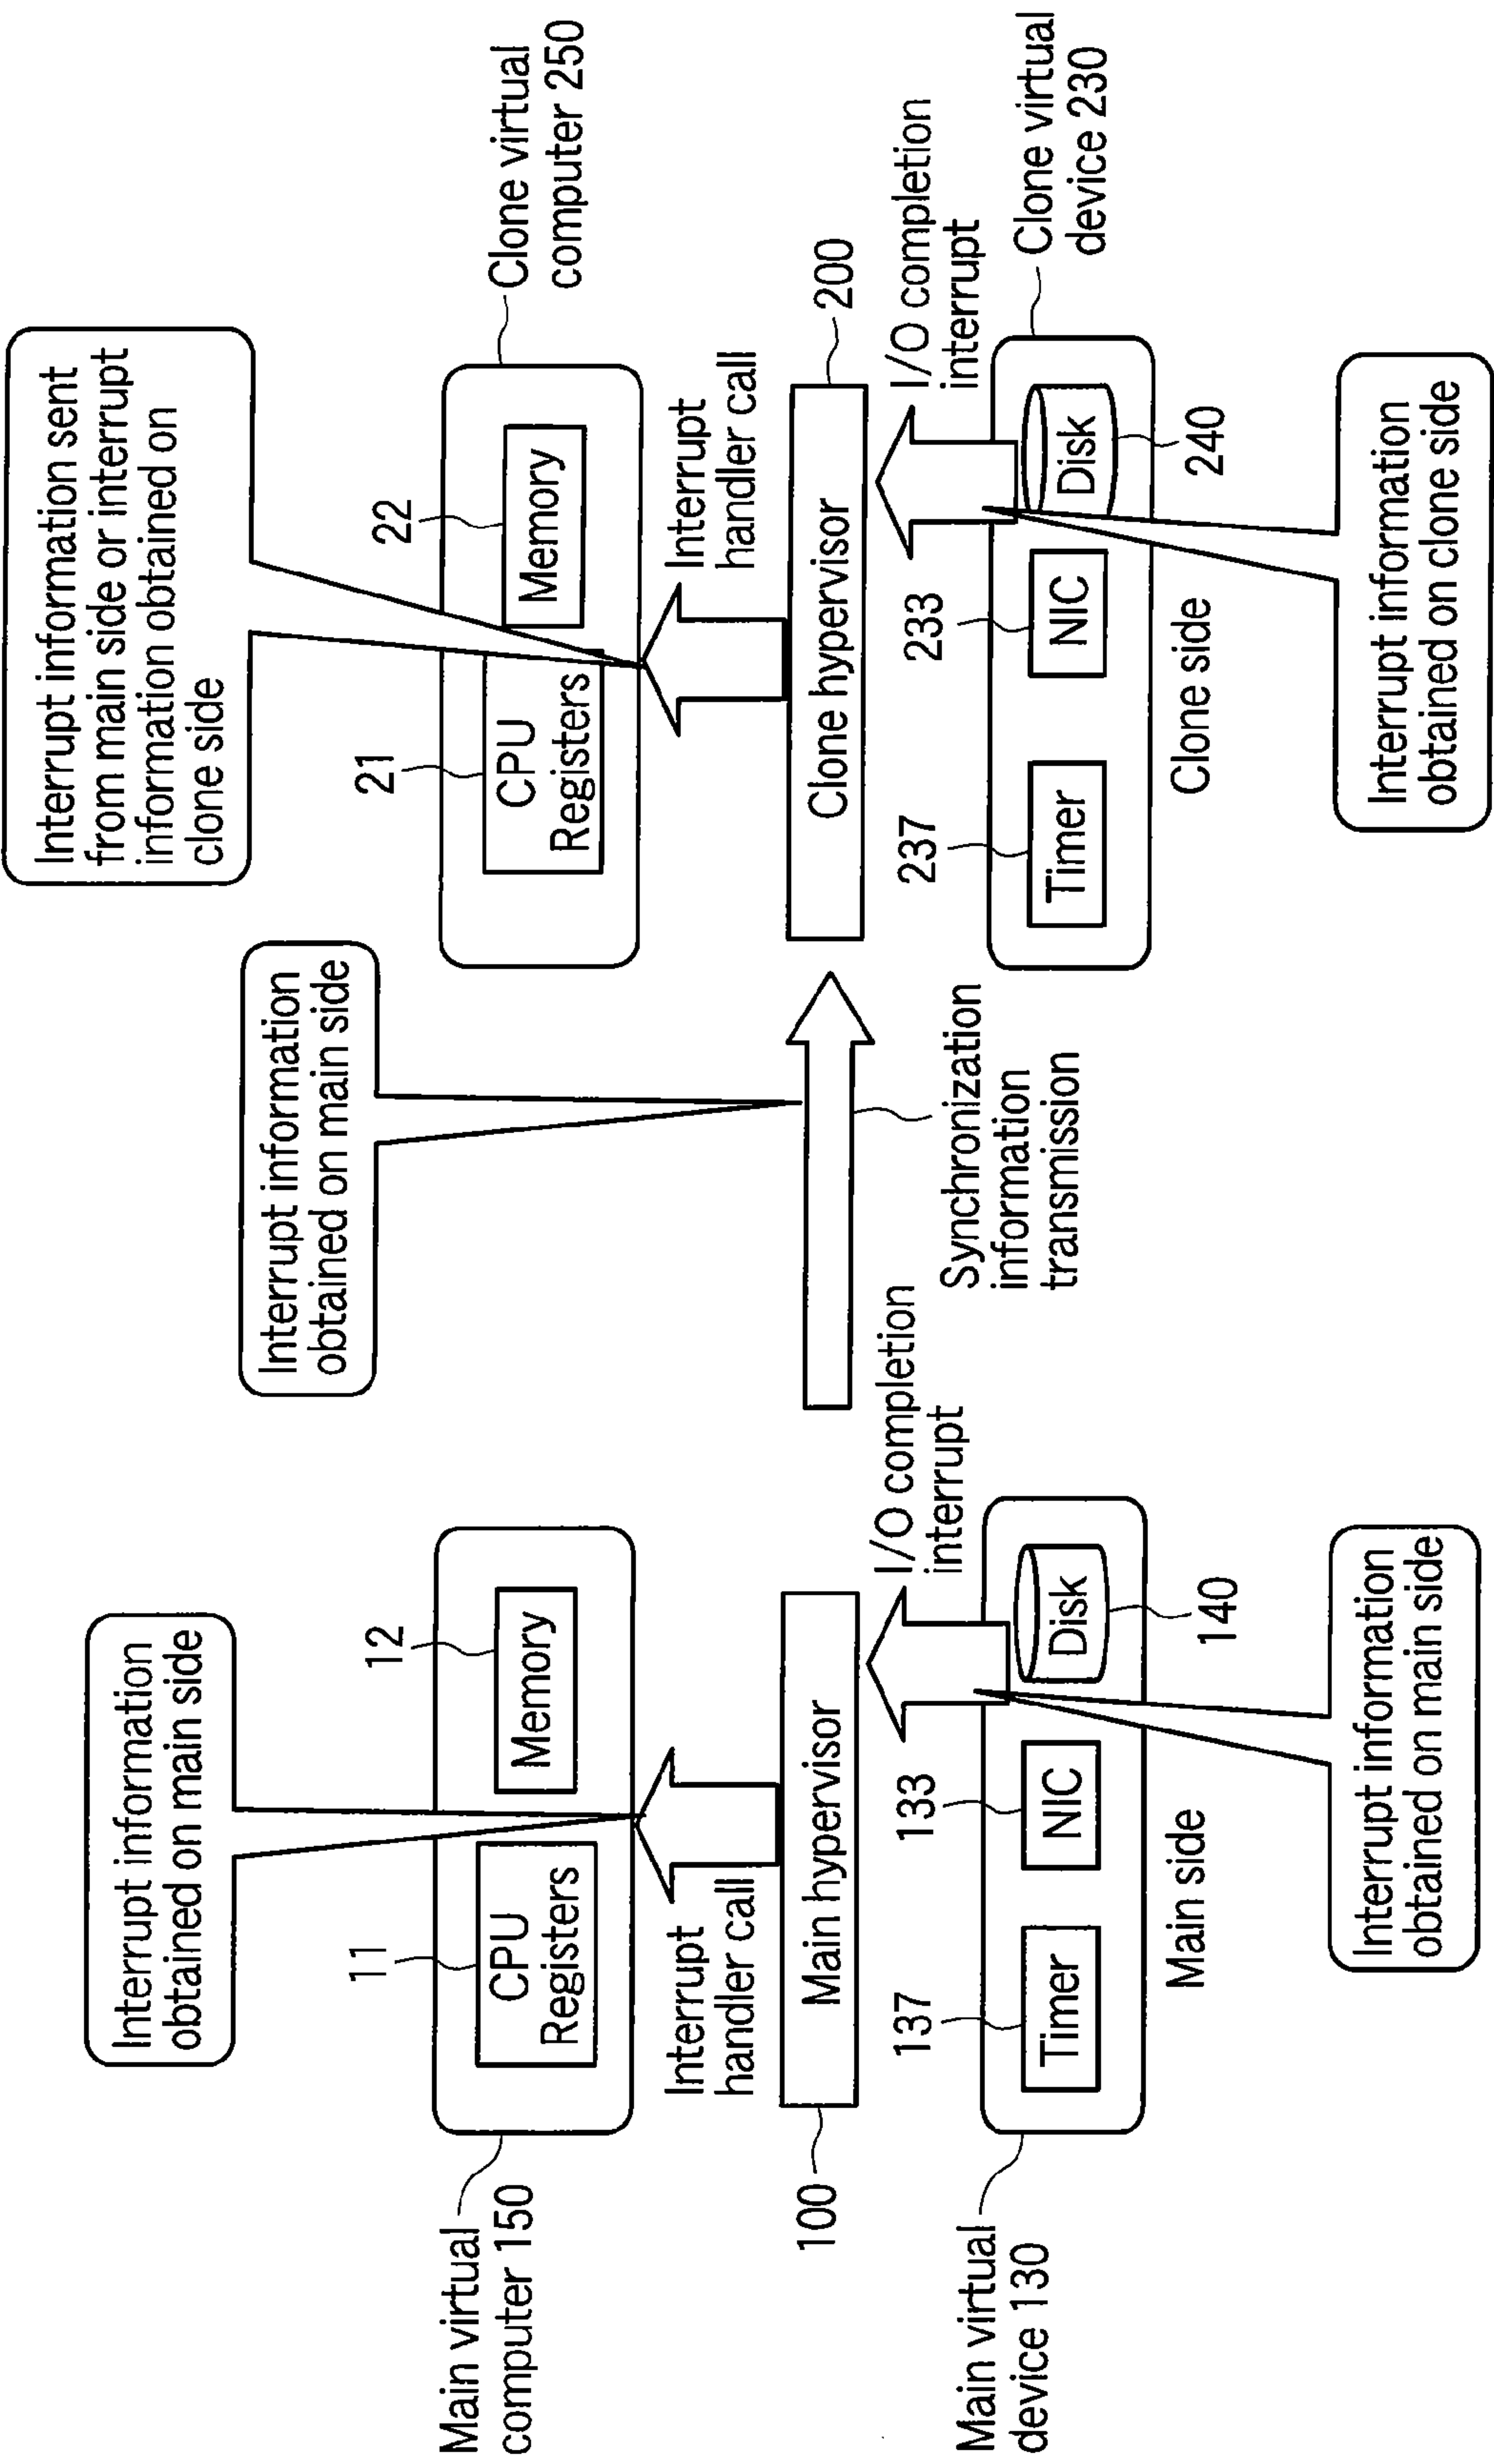 Interrupt information
obtained on main side
Main virtual
computer 150
11
CPU
Registers
12
Memory
Interrupt
handler call
100
Main hypervisor
I/O completion
interrupt
Main virtual
device 130
137
Timer
133
NIC
Disk
140
Main side
Interrupt information
obtained on main side
Interrupt information
obtained on main side
Synchronization
information
transmission
Interrupt information sent
from main side or interrupt
information obtained on
clone side
21
CPU
Registers
22
Memory
Clone virtual
computer 250
Interrupt
handler call
Clone hypervisor
200
I/O completion
interrupt
237
Timer
233
NIC
Disk
240
Clone virtual
device 230
Clone side
Interrupt information
obtained on clone side